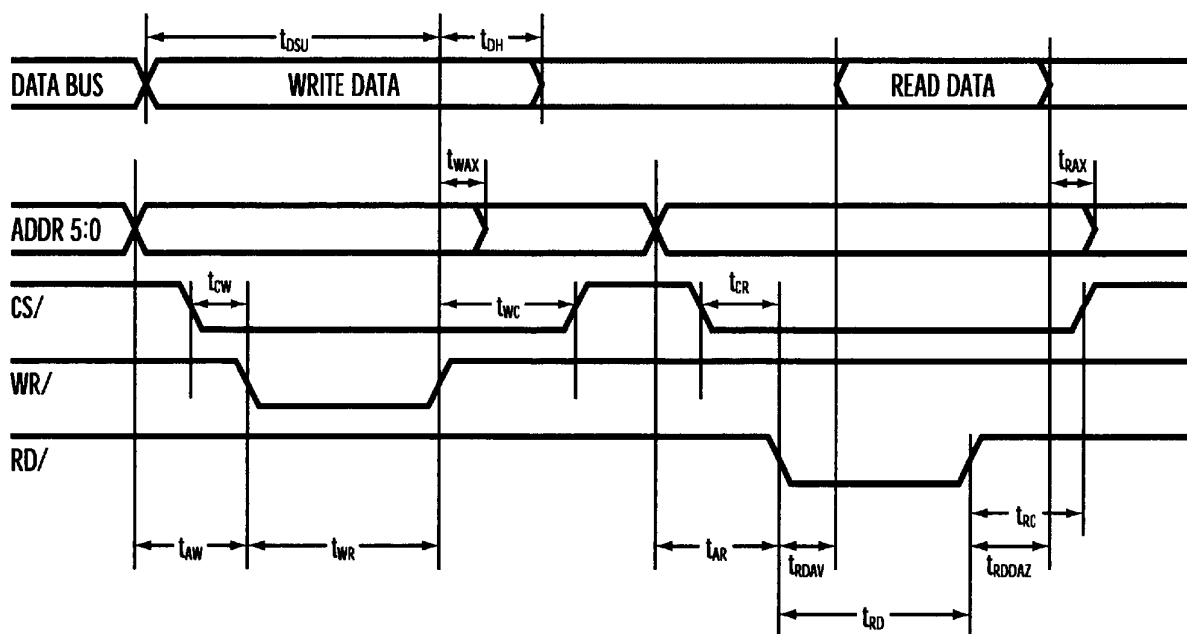 tDSU tDH
DATA BUS WRITE DATA READ DATA
tWAX tRAX
ADDR 5:0
tCW tCR
CS/ tWC
WR/
RD/
tRC
tAW tWR tAR tRDAV tRDDAZ
tRD